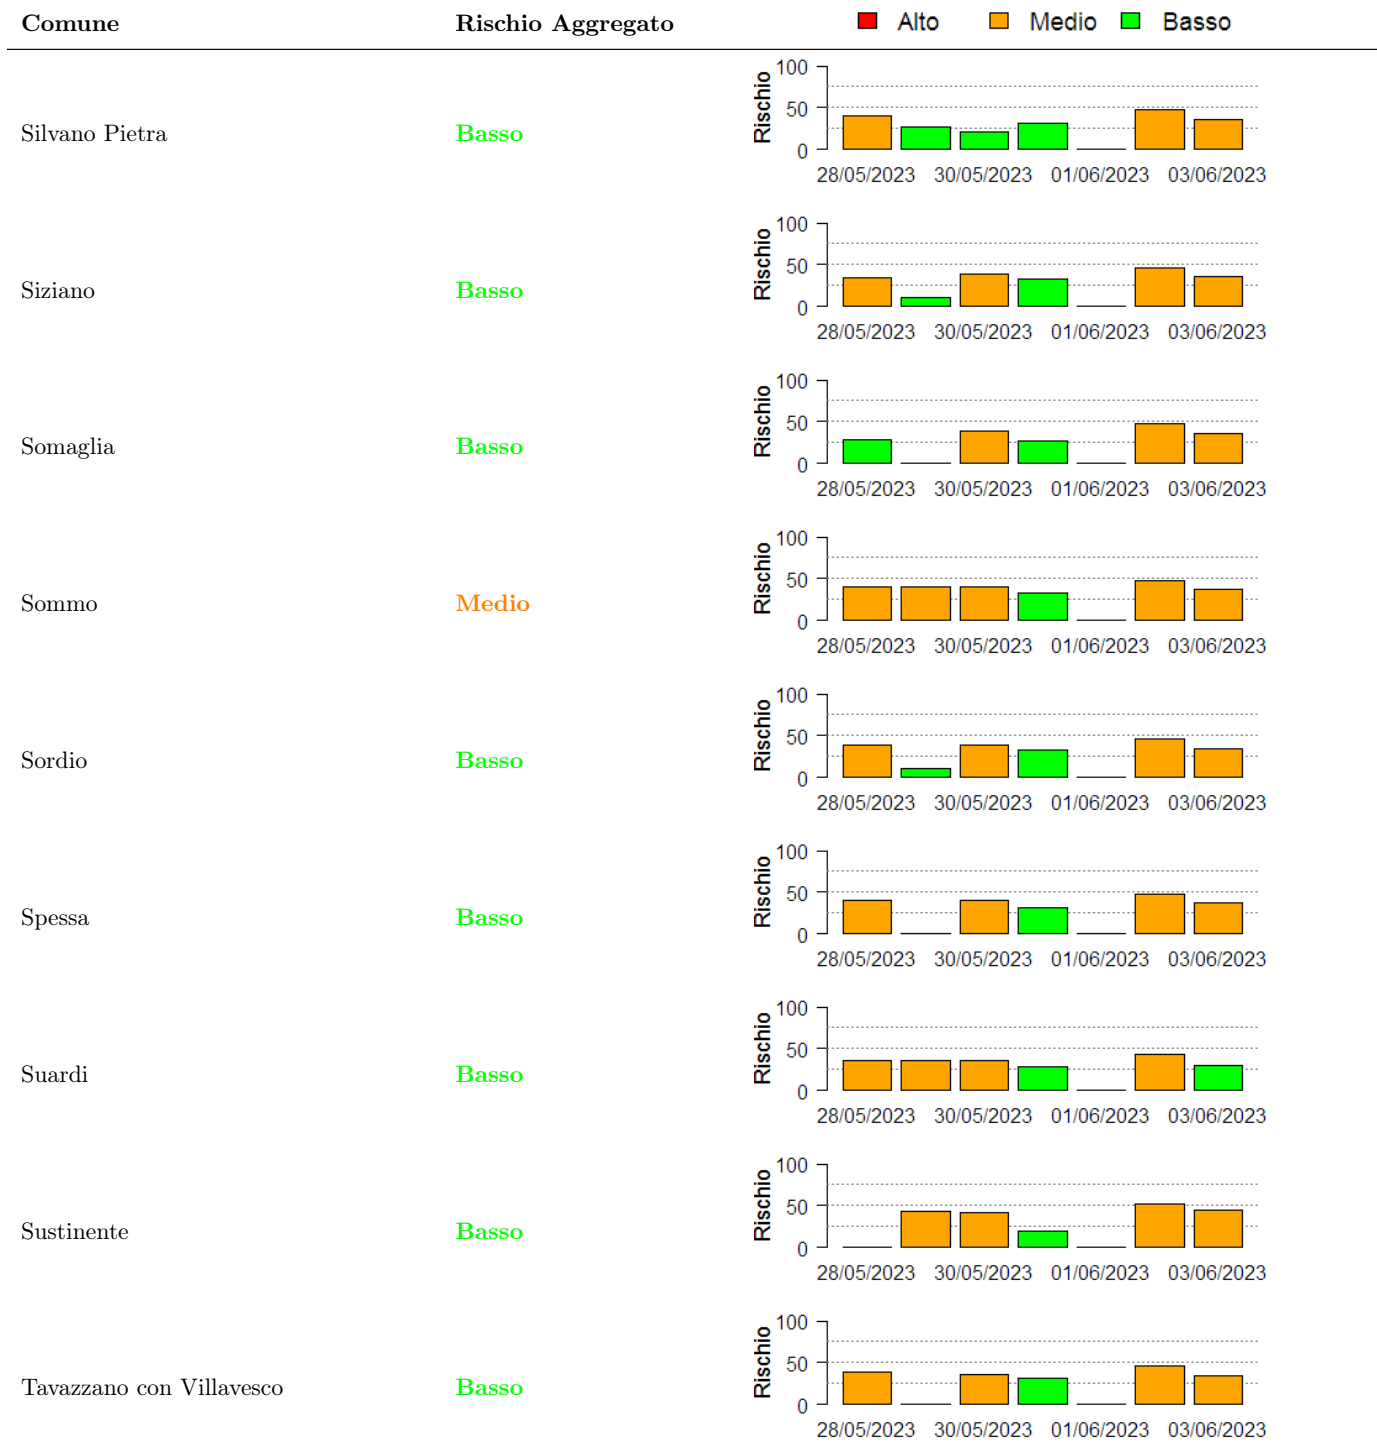 Comune Rischio Aggregato Alto Medio Basso
100
50
0
Rischio
Silvano Pietra Basso
28/05/2023 30/05/2023 01/06/2023 03/06/2023
100
50
0
Rischio
Siziano Basso
28/05/2023 30/05/2023 01/06/2023 03/06/2023
100
50
0
Rischio
Somaglia Basso
28/05/2023 30/05/2023 01/06/2023 03/06/2023
100
50
0
Rischio
Sommo Medio
28/05/2023 30/05/2023 01/06/2023 03/06/2023
100
50
0
Rischio
Sordio Basso
28/05/2023 30/05/2023 01/06/2023 03/06/2023
100
50
0
Rischio
Spessa Basso
28/05/2023 30/05/2023 01/06/2023 03/06/2023
100
50
0
Rischio
Suardi Basso
28/05/2023 30/05/2023 01/06/2023 03/06/2023
100
50
0
Rischio
Sustinente Basso
28/05/2023 30/05/2023 01/06/2023 03/06/2023
100
50
0
Rischio
Tavazzano con Villavesco Basso
28/05/2023 30/05/2023 01/06/2023 03/06/2023